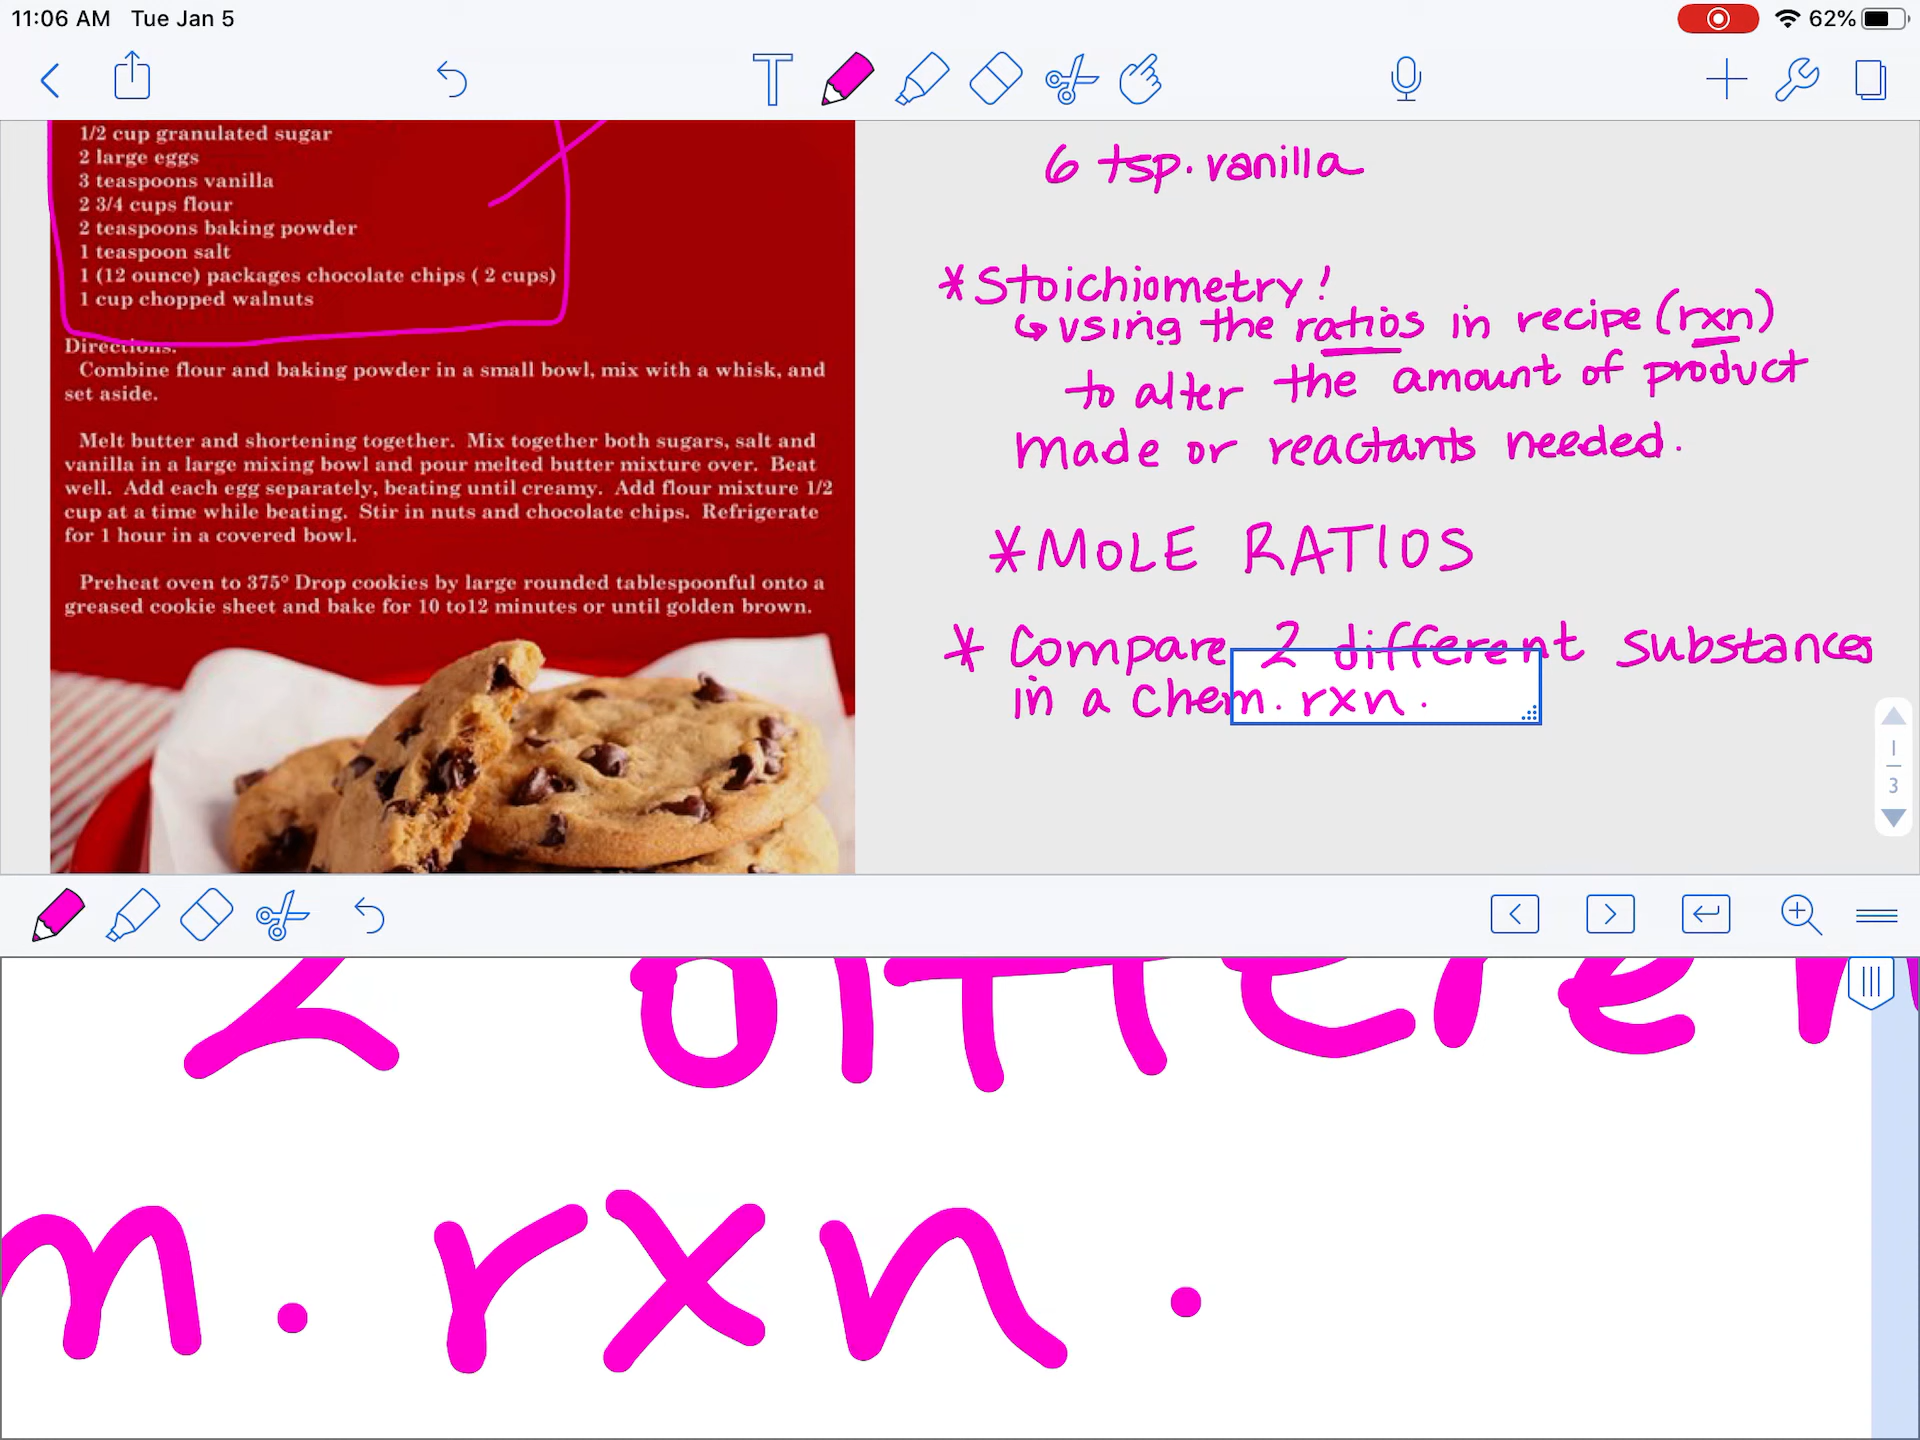 11:06 AM Tue Jan 5
62%
T
1/2 cup granulated sugar
2 large eggs
3 teaspoons vanilla
2 3/4 cups flour
2 teaspoons baking powder
1 teaspoon salt
1 (12 ounce) packages chocolate chips ( 2 cups)
1 cup chopped walnuts
Directions:
Combine flour and baking powder in a small bowl, mix with a whisk, and
set aside.
Melt butter and shortening together. Mix together both sugars, salt and
vanilla in a large mixing bowl and pour melted butter mixture over. Beat
well. Add each egg separately, beating until creamy. Add flour mixture 1/2
cup at a time while beating. Stir in nuts and chocolate chips. Refrigerate
for 1 hour in a covered bowl.
Preheat oven to 375° Drop cookies by large rounded tablespoonful onto a
greased cookie sheet and bake for 10 to12 minutes or until golden brown.
6 tsp. vanilla
*Stoichiometry!
↳ using the ratios in recipe (rxn)
to alter the amount of product
made or reactants needed.
*MOLE RATIOS
* Compare 2 different substances
in a chem. rxn.
1
3
2 differen
m. rxn.